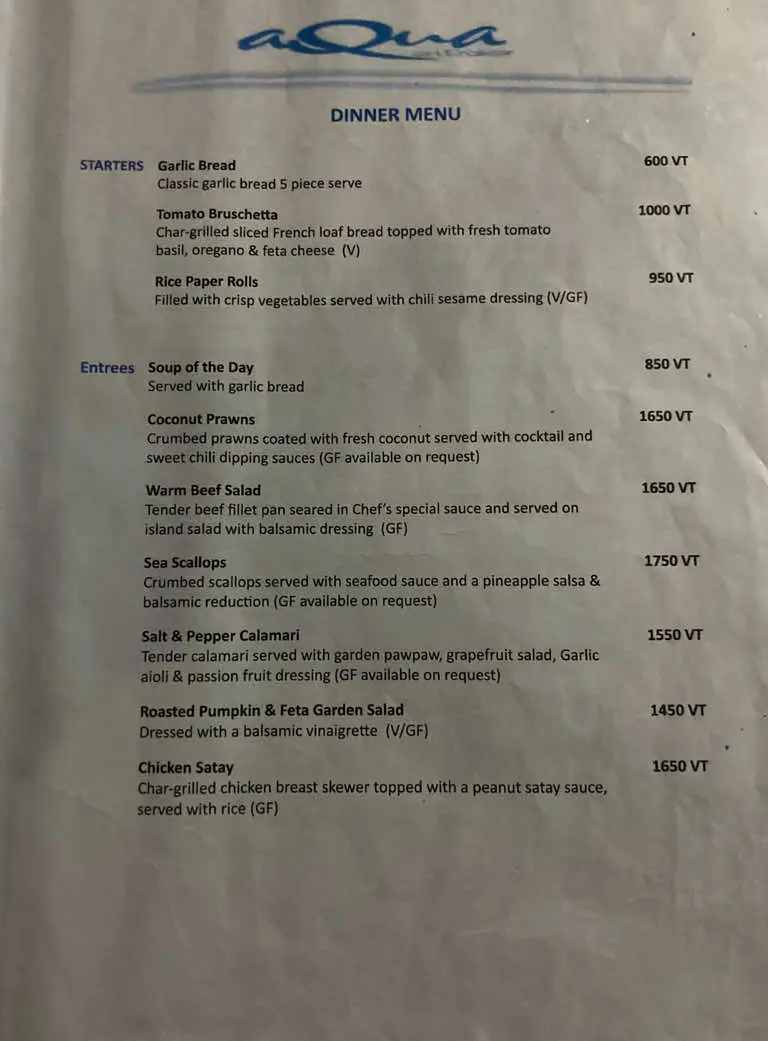 aQua
DINNER MENU
STARTERS Garlic Bread 600 VT
Classic garlic bread 5 piece serve
Tomato Bruschetta 1000 VT
Char-grilled sliced French loaf bread topped with fresh tomato
basil, oregano & feta cheese (V)
Rice Paper Rolls 950 VT
Filled with crisp vegetables served with chili sesame dressing (V/GF)
Entrees Soup of the Day 850 VT
Served with garlic bread
Coconut Prawns 1650 VT
Crumbed prawns coated with fresh coconut served with cocktail and
sweet chili dipping sauces (GF available on request)
Warm Beef Salad 1650 VT
Tender beef fillet pan seared in Chef's special sauce and served on
island salad with balsamic dressing (GF)
Sea Scallops 1750 VT
Crumbed scallops served with seafood sauce and a pineapple salsa &
balsamic reduction (GF available on request)
Salt & Pepper Calamari 1550 VT
Tender calamari served with garden pawpaw, grapefruit salad, Garlic
aioli & passion fruit dressing (GF available on request)
Roasted Pumpkin & Feta Garden Salad 1450 VT
Dressed with a balsamic vinaigrette (V/GF)
Chicken Satay 1650 VT
Char-grilled chicken breast skewer topped with a peanut satay sauce,
served with rice (GF)